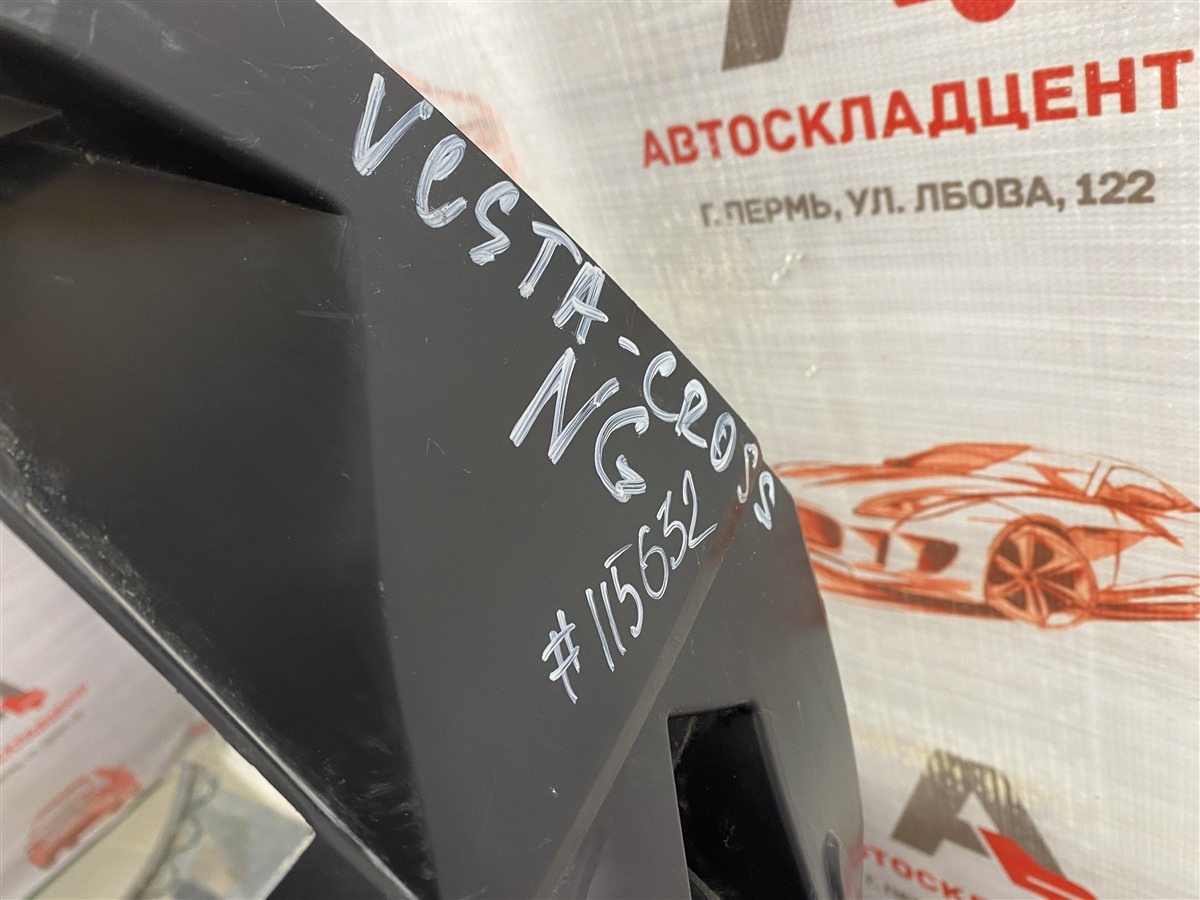 VeSTA-CROSS
NG
#115632
АВТОСКЛАДЦЕНТ
Г. ПЕРМЬ, УЛ. ЛБОВА, 122